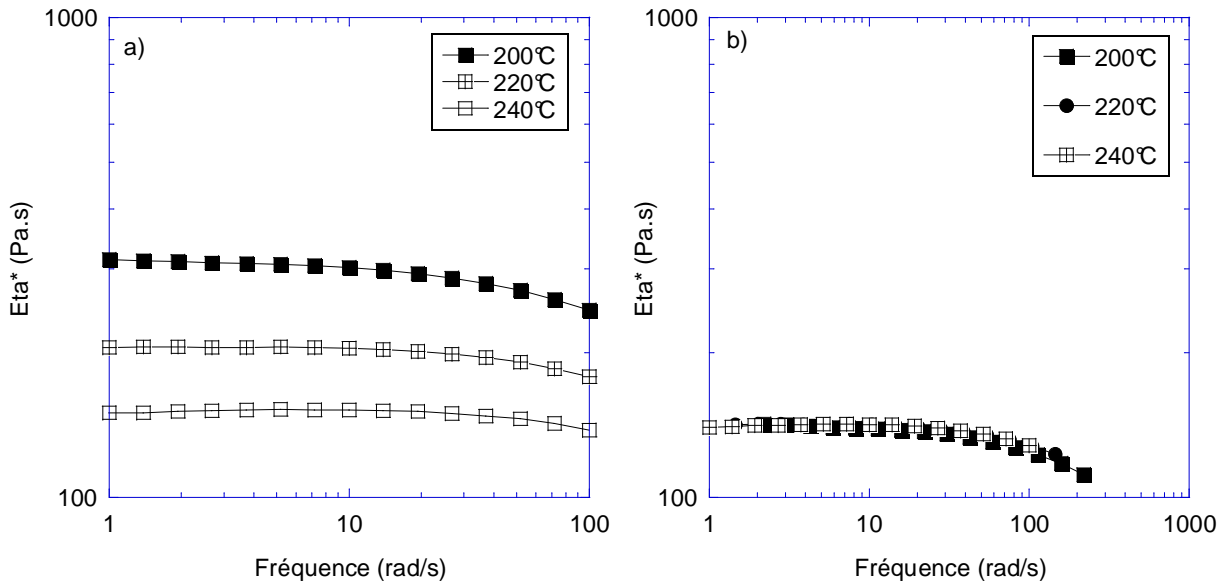 1000
a)
200°C
220°C
240°C
Eta* (Pa.s)
100
1
10
100
Fréquence (rad/s)
1000
b)
200°C
220°C
240°C
Eta* (Pa.s)
100
1
10
100
1000
Fréquence (rad/s)